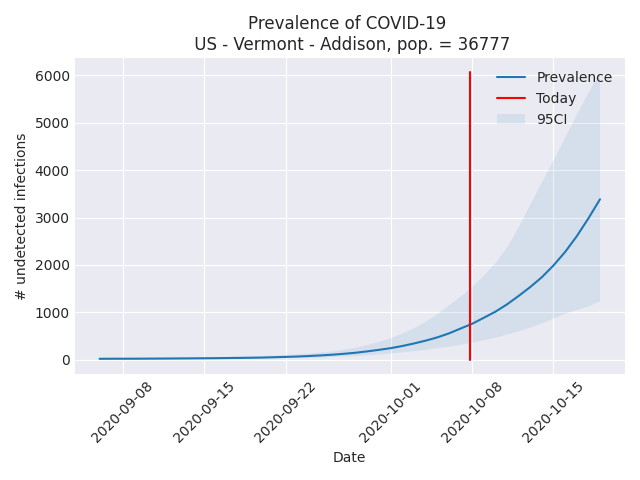 Prevalence of COVID-19
US - Vermont - Addison, pop. = 36777
Prevalence
Today
95CI
# undetected infections
6000
5000
4000
3000
2000
1000
0
2020-09-08
2020-09-15
2020-09-22
2020-10-01
2020-10-08
2020-10-15
Date